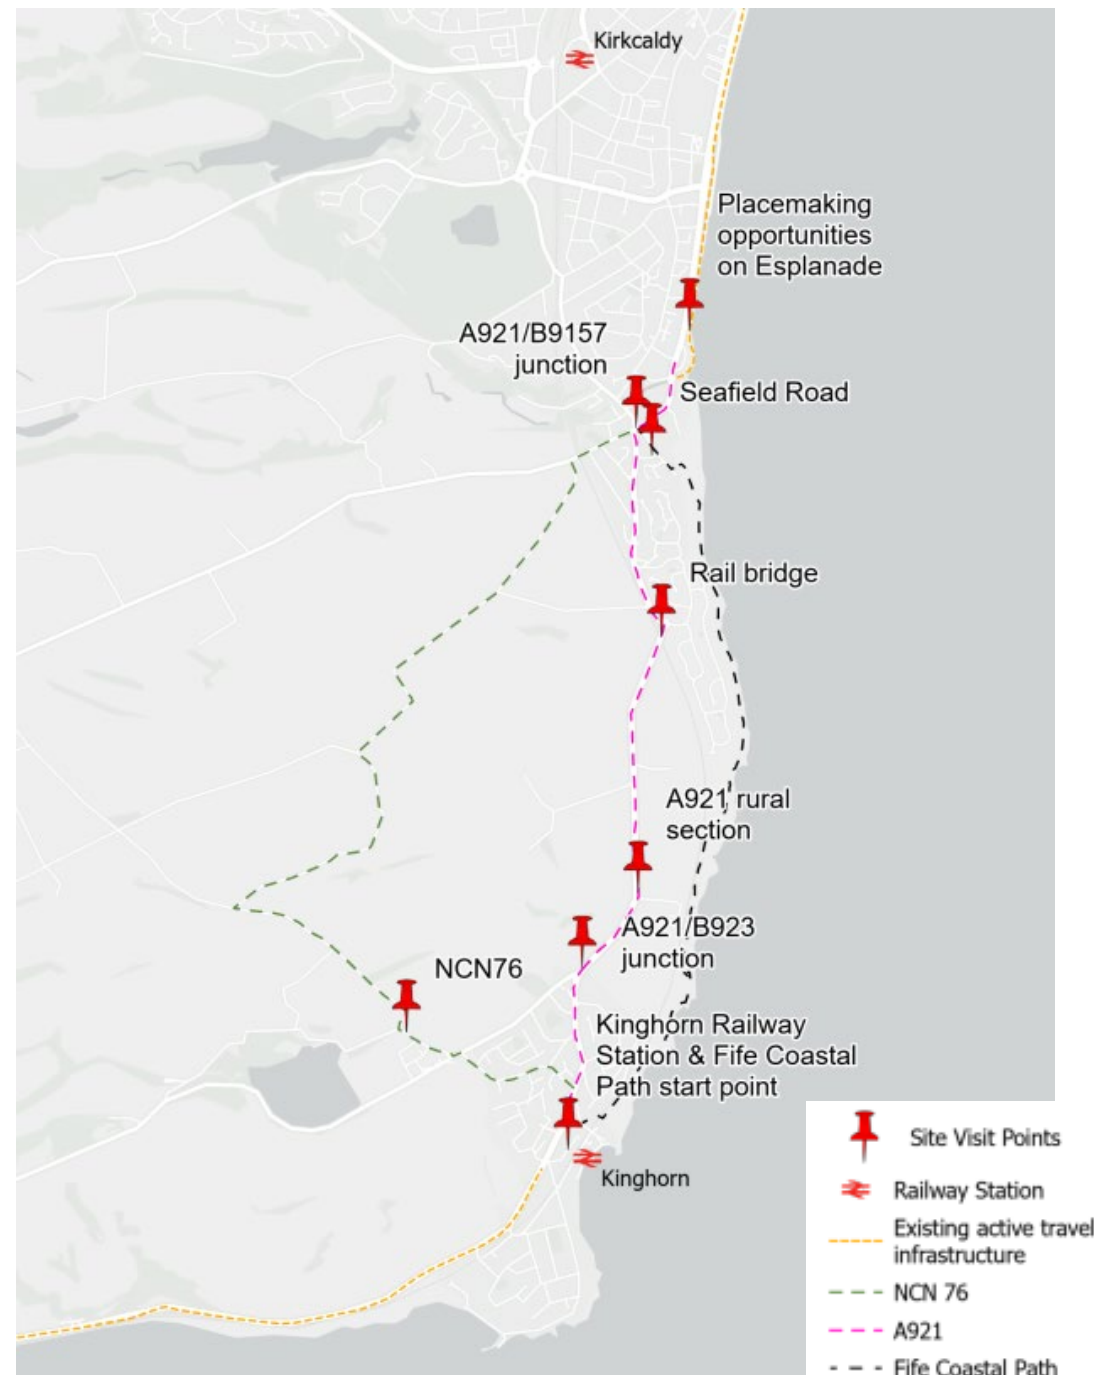 Kirkcaldy
Placemaking
opportunities
on Esplanade
A921/B9157
junction
Seafield Road
Rail bridge
A921 rural
section
A921/B923
junction
NCN76
Kinghorn Railway
Station & Fife Coastal
Path start point
Kinghorn
Site Visit Points
Railway Station
Existing active travel
infrastructure
NCN 76
A921
Fife Coastal Path